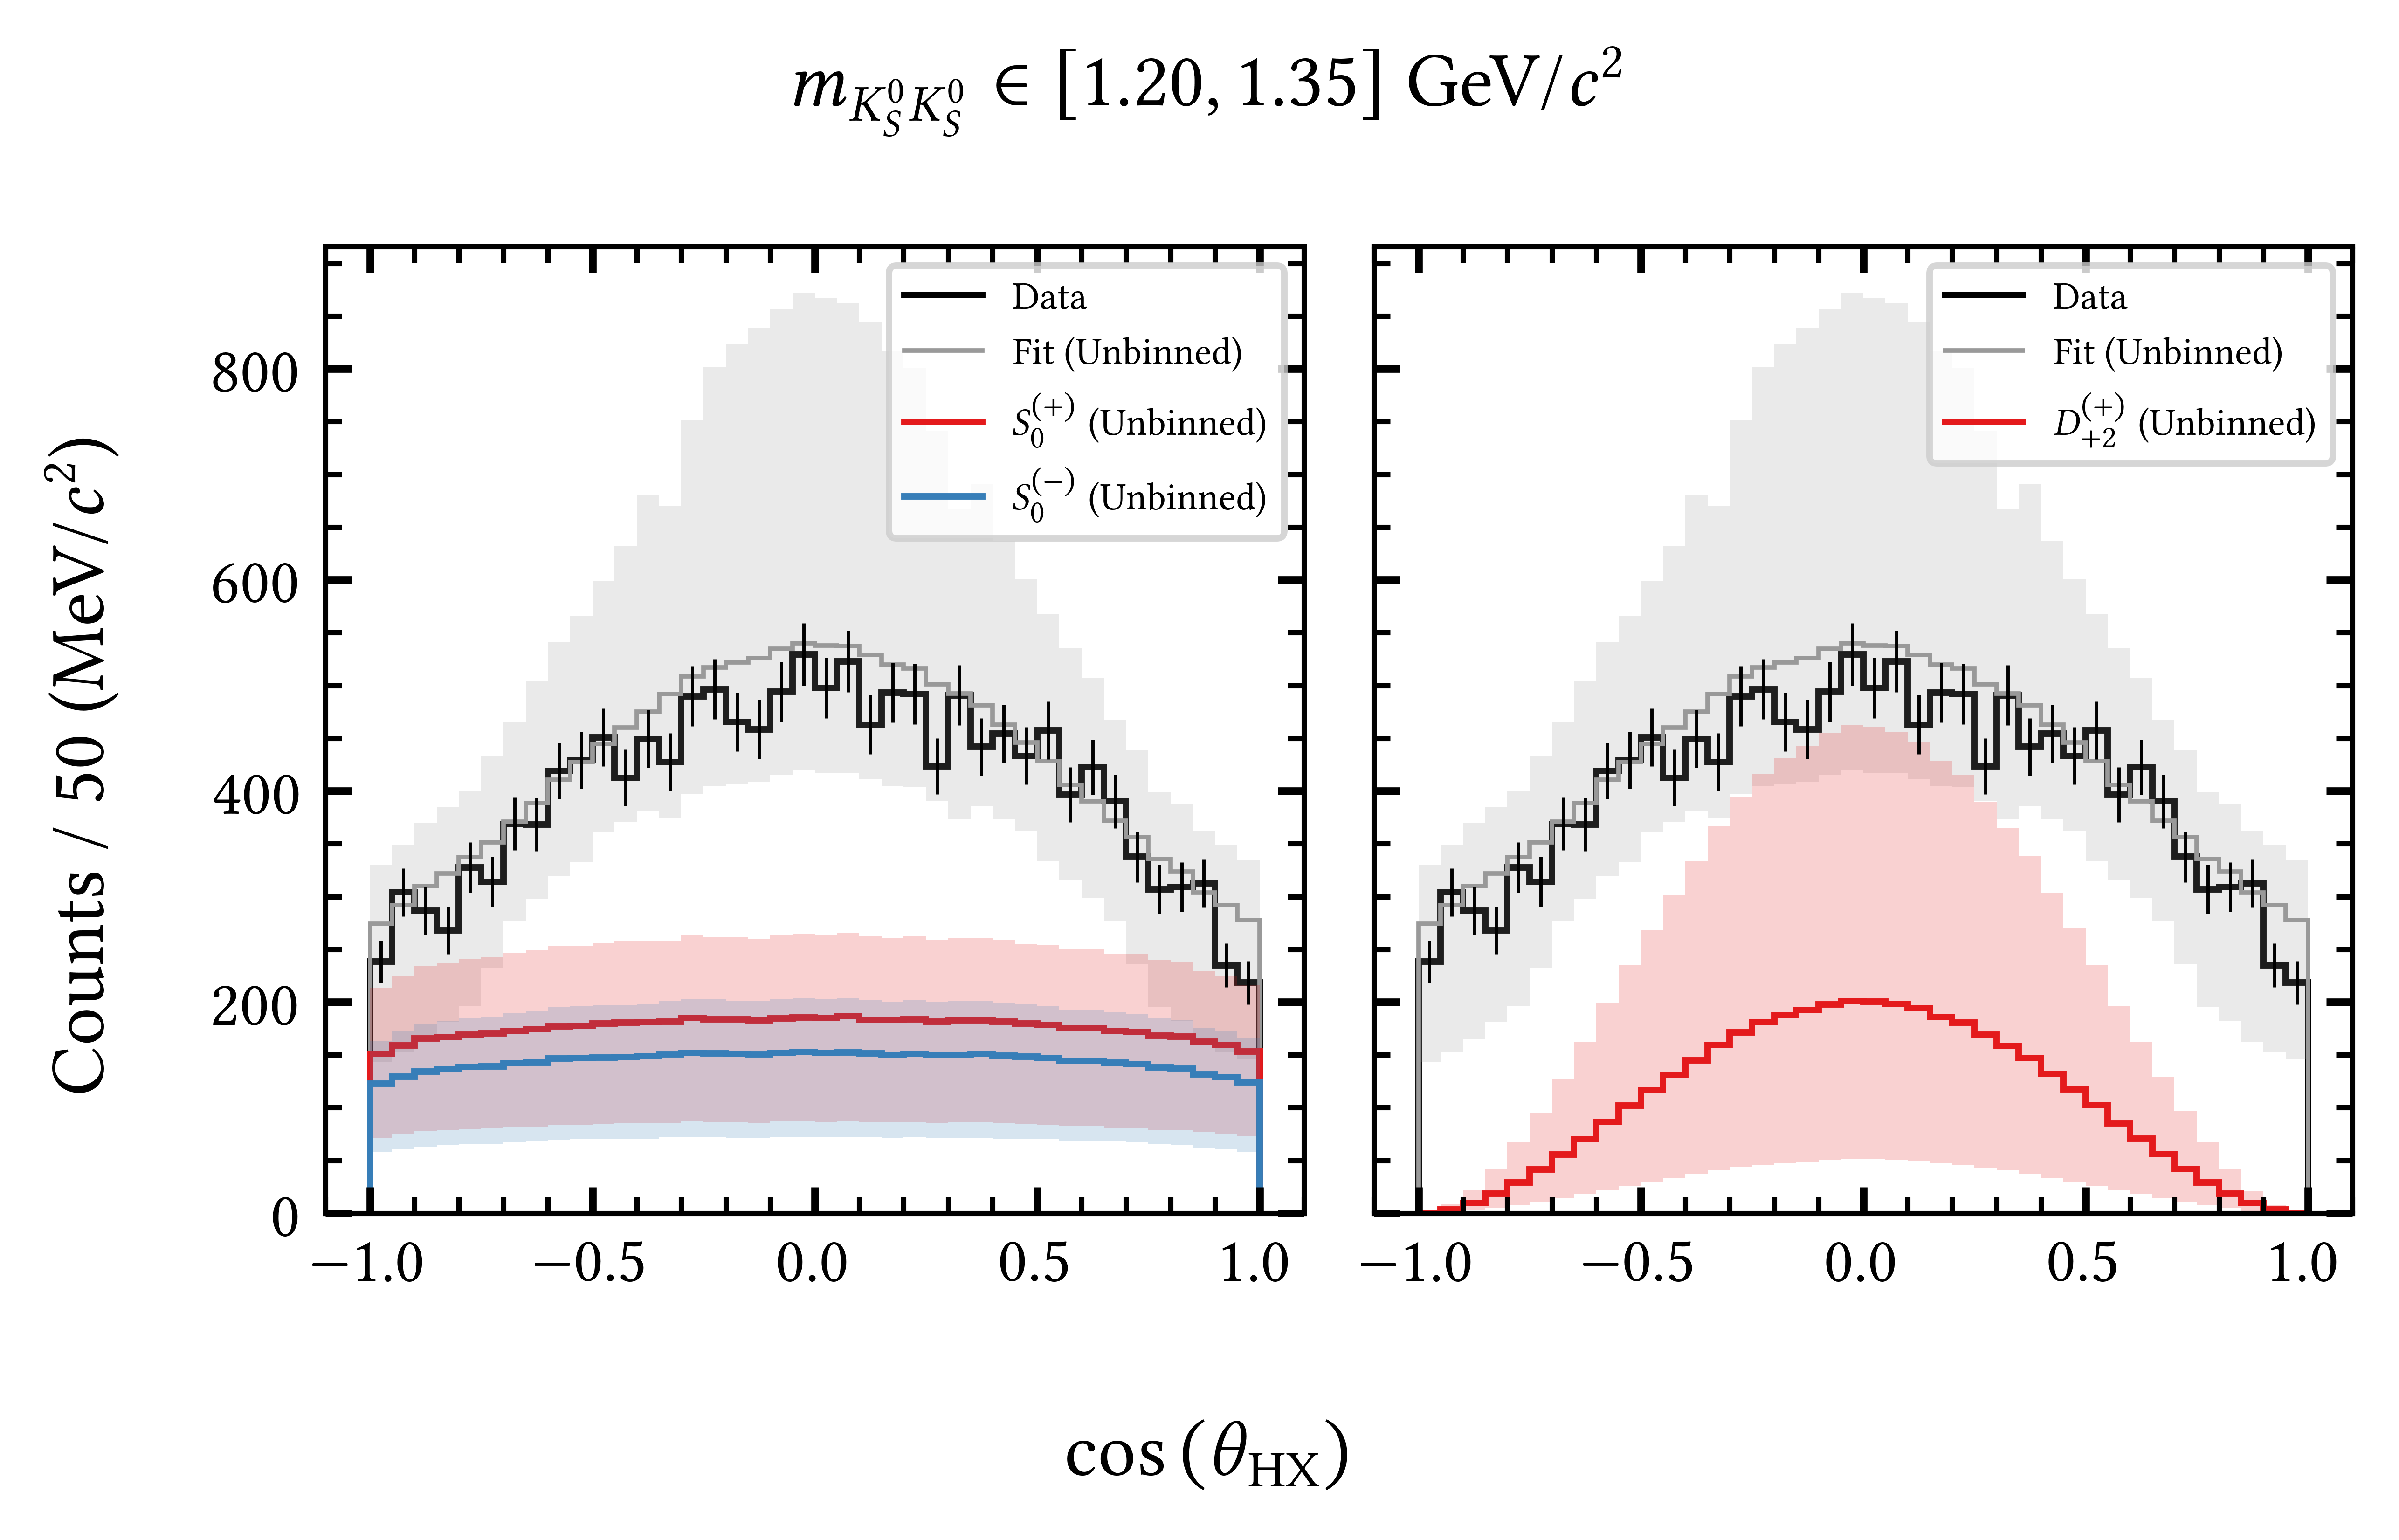 m_{K_S^0 K_S^0} ∈ [1.20, 1.35] GeV/c²
Counts / 50 (MeV/c²)
800
600
400
200
0
Data
Fit (Unbinned)
S_0^{(+)} (Unbinned)
S_0^{(−)} (Unbinned)
Data
Fit (Unbinned)
D_{+2}^{(+)} (Unbinned)
−1.0 −0.5 0.0 0.5 1.0
−1.0 −0.5 0.0 0.5 1.0
cos (θ_{HX})